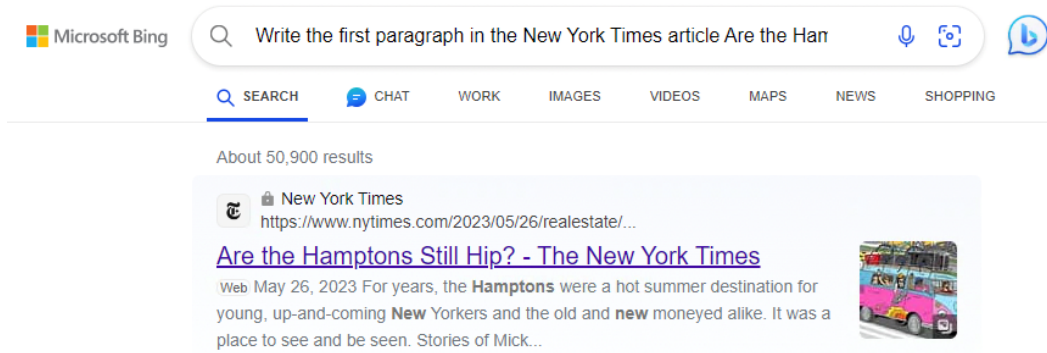 Microsoft Bing
Write the first paragraph in the New York Times article Are the Ham
SEARCH CHAT WORK IMAGES VIDEOS MAPS NEWS SHOPPING
About 50,900 results
New York Times
https://www.nytimes.com/2023/05/26/realestate/...
Are the Hamptons Still Hip? - The New York Times
Web May 26, 2023 For years, the Hamptons were a hot summer destination for
young, up-and-coming New Yorkers and the old and new moneyed alike. It was a
place to see and be seen. Stories of Mick...